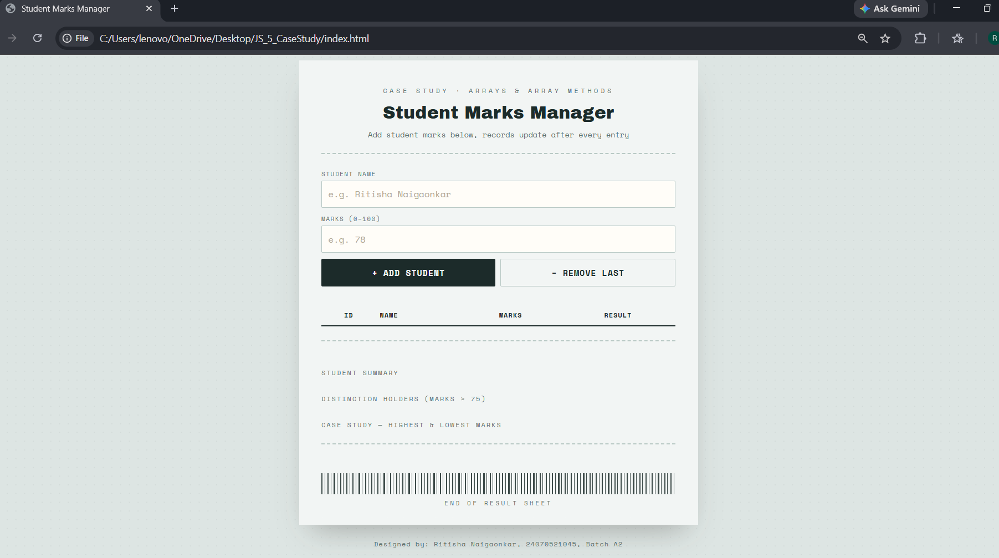 Student Marks Manager
Ask Gemini
File C:/Users/lenovo/OneDrive/Desktop/JS_5_CaseStudy/index.html
R
CASE STUDY · ARRAYS & ARRAY METHODS
Student Marks Manager
Add student marks below, records update after every entry
STUDENT NAME
e.g. Ritisha Naigaonkar
MARKS (0–100)
e.g. 78
+ ADD STUDENT – REMOVE LAST
ID NAME MARKS RESULT
STUDENT SUMMARY
DISTINCTION HOLDERS (MARKS > 75)
CASE STUDY — HIGHEST & LOWEST MARKS
END OF RESULT SHEET
Designed by: Ritisha Naigaonkar, 24070521045, Batch A2